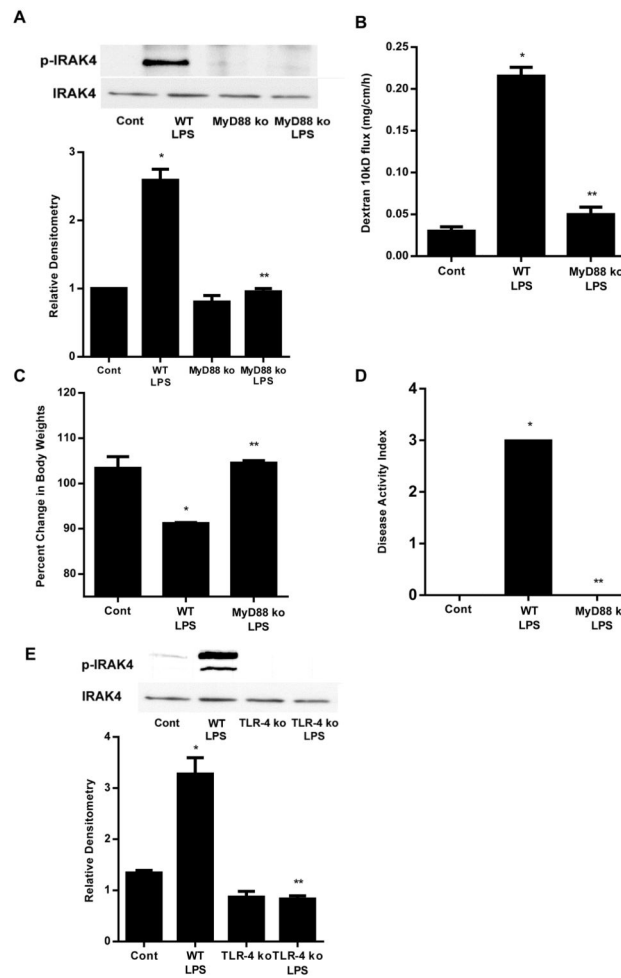 A
p-IRAK4
IRAK4
Cont WT MyD88 ko MyD88 ko
LPS LPS
Relative Densitometry
3
2
1
0
*
**
Cont WT MyD88 ko MyD88 ko
LPS LPS
B
Dextran 10kD flux (mg/cm/h)
0.25
0.20
0.15
0.10
0.05
0.00
*
**
Cont WT MyD88 ko
LPS LPS
C
Percent Change in Body Weights
120
110
100
90
80
*
**
Cont WT MyD88 ko
LPS LPS
D
Disease Activity Index
4
3
2
1
0
*
**
Cont WT MyD88 ko
LPS LPS
E
p-IRAK4
IRAK4
Cont WT TLR-4 ko TLR-4 ko
LPS LPS
Relative Densitometry
4
3
2
1
0
*
**
Cont WT TLR-4 ko TLR-4 ko
LPS LPS